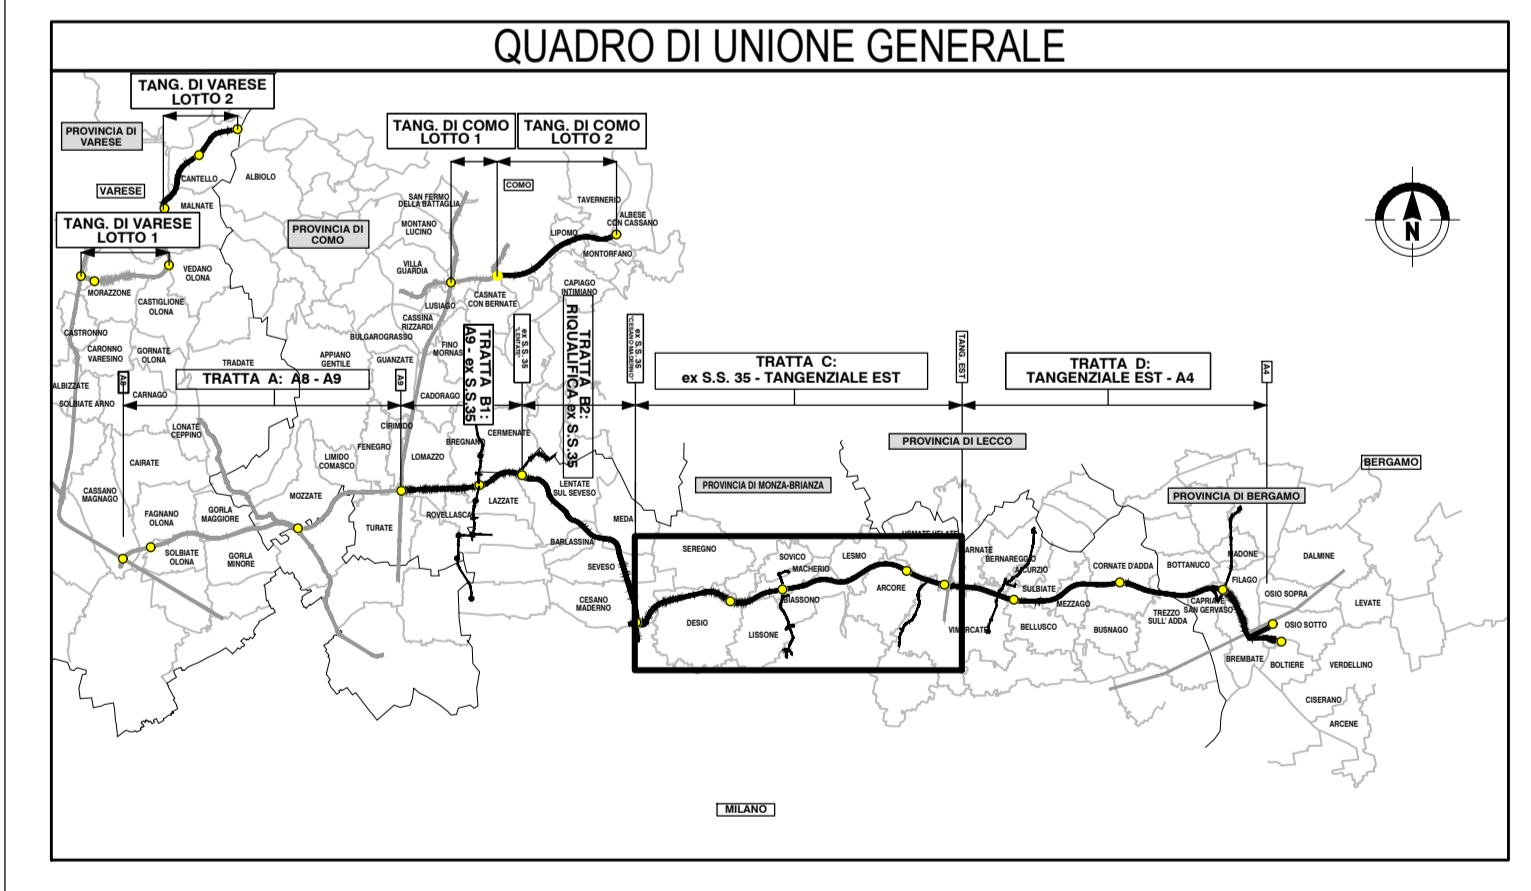 QUADRO DI UNIONE GENERALE
TANG. DI VARESE
LOTTO 2
PROVINCIA DI
VARESE
CANTELLO
ALBIOLO
VARESE
MALNATE
TANG. DI VARESE
LOTTO 1
VEDANO
OLONA
MORAZZONE
CASTIGLIONE
OLONA
PROVINCIA DI
COMO
TANG. DI COMO
LOTTO 1
TANG. DI COMO
LOTTO 2
COMO
SAN FERMO
DELLA BATTAGLIA
MONTANO
LUCINO
VILLA
GUARDIA
TAVERNERIO
ALBESE
CON CASSANO
LIPOMO
MONTORFANO
CAPIAGO
INTIMIANO
LUSIAGO
CASNATE
CON BERNATE
CASSINA
RIZZARDI
BULGAROGRASSO
FINO
MORNAS
GUANZATE
APPIANO
GENTILE
CASTRONNO
CARONNO
VARESINO
GORNATE
OLONA
TRADATE
ALBIZZATE
SOLBIATE ARNO
CARNAGO
A8
TRATTA A: A8 - A9
A9
TRATTA B1:
A9 - ex S.S.35
ex S.S. 35
"LENTATE"
TRATTA B2:
RIQUALIFICA ex S.S.35
ex S.S. 35
"CESANO MADERNO"
TRATTA C:
ex S.S. 35 - TANGENZIALE EST
TANG. EST
TRATTA D:
TANGENZIALE EST - A4
A4
CADORAGO
CIRIMIDO
LONATE
CEPPINO
FENEGRO
BREGNANO
CERMENATE
LIMIDO
COMASCO
LOMAZZO
CAIRATE
CASSANO
MAGNAGO
MOZZATE
FAGNANO
OLONA
GORLA
MAGGIORE
TURATE
ROVELLASCA
LAZZATE
LENTATE
SUL SEVESO
MEDA
SOLBIATE
OLONA
GORLA
MINORE
BARLASSINA
SEVESO
CESANO
MADERNO
PROVINCIA DI LECCO
PROVINCIA DI MONZA-BRIANZA
BERGAMO
PROVINCIA DI BERGAMO
SEREGNO
SOVICO
MACHERIO
LESMO
USMATE VELATE
BIASSONO
ARCORE
DESIO
LISSONE
VIMERCATE
ARNATE
BERNAREGGIO
AICURZIO
SULBIATE
MEZZAGO
BELLUSCO
CORNATE D'ADDA
BUSNAGO
BOTTANUCO
TREZZO
SULL' ADDA
MADONE
FILAGO
CAPRIATE
SAN GERVASO
DALMINE
OSIO SOPRA
LEVATE
OSIO SOTTO
BREMBATE
BOLTIERE
VERDELLINO
CISERANO
ARCENE
MILANO
N